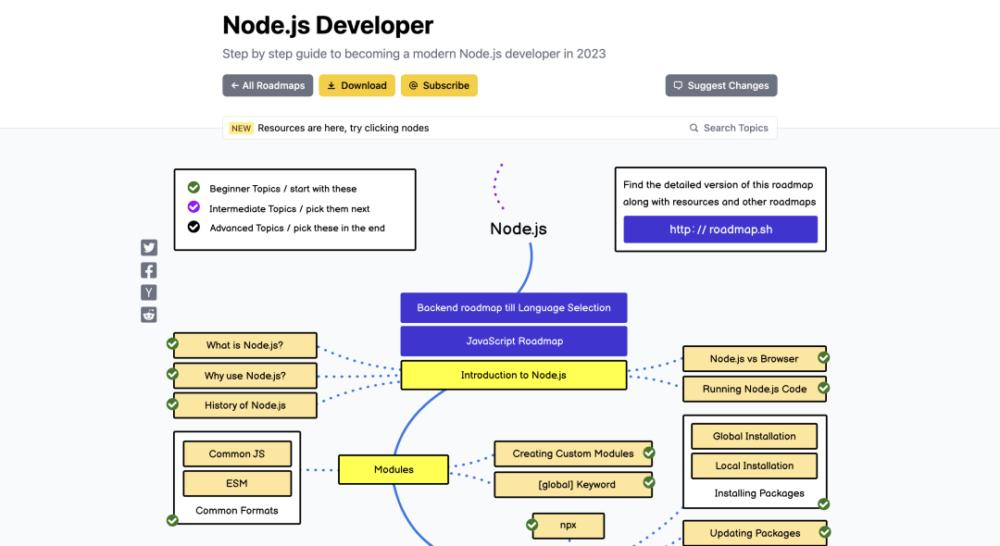 Node.js Developer
Step by step guide to becoming a modern Node.js developer in 2023
All Roadmaps
Download
Subscribe
Suggest Changes
NEW Resources are here, try clicking nodes
Search Topics
Beginner Topics / start with these
Intermediate Topics / pick them next
Advanced Topics / pick these in the end
Node.js
Find the detailed version of this roadmap
along with resources and other roadmaps
http: // roadmap.sh
Backend roadmap till Language Selection
JavaScript Roadmap
Introduction to Node.js
What is Node.js?
Why use Node.js?
History of Node.js
Node.js vs Browser
Running Node.js Code
Common JS
ESM
Common Formats
Modules
Creating Custom Modules
[global] Keyword
Global Installation
Local Installation
Installing Packages
npx
Updating Packages